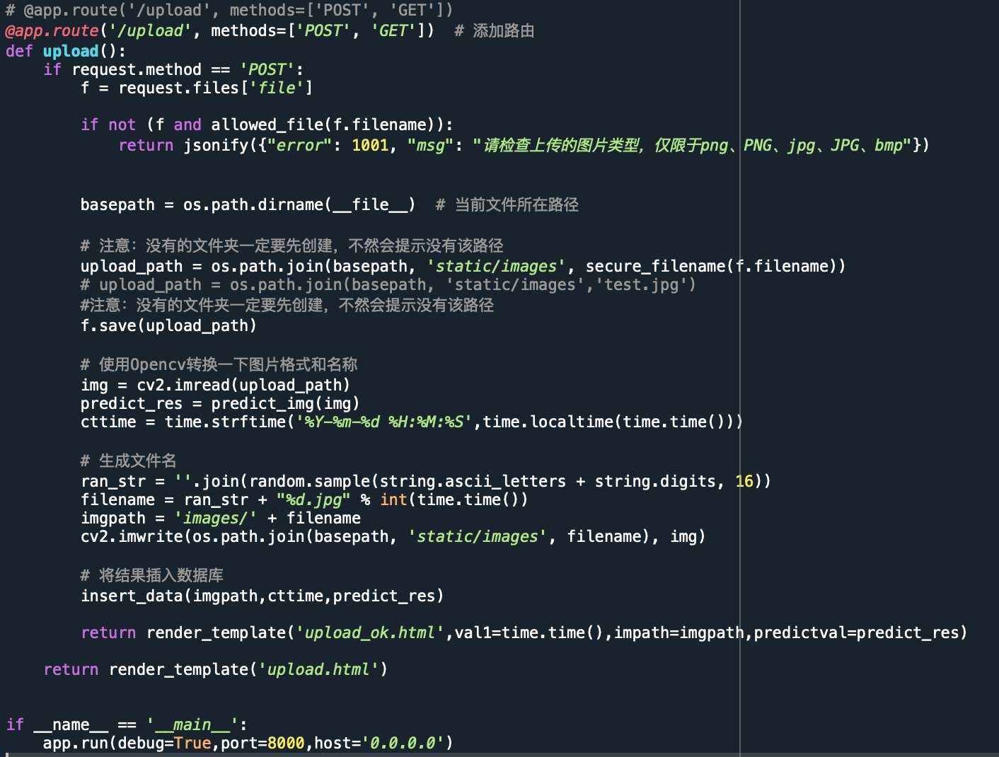 # @app.route('/upload', methods=['POST', 'GET'])
@app.route('/upload', methods=['POST', 'GET'])  # 添加路由
def upload():
    if request.method == 'POST':
        f = request.files['file']

        if not (f and allowed_file(f.filename)):
            return jsonify({"error": 1001, "msg": "请检查上传的图片类型，仅限于png、PNG、jpg、JPG、bmp"})


        basepath = os.path.dirname(__file__)  # 当前文件所在路径

        # 注意：没有的文件夹一定要先创建，不然会提示没有该路径
        upload_path = os.path.join(basepath, 'static/images', secure_filename(f.filename))
        # upload_path = os.path.join(basepath, 'static/images','test.jpg')
        #注意：没有的文件夹一定要先创建，不然会提示没有该路径
        f.save(upload_path)

        # 使用Opencv转换一下图片格式和名称
        img = cv2.imread(upload_path)
        predict_res = predict_img(img)
        cttime = time.strftime('%Y-%m-%d %H:%M:%S',time.localtime(time.time()))

        # 生成文件名
        ran_str = ''.join(random.sample(string.ascii_letters + string.digits, 16))
        filename = ran_str + "%d.jpg" % int(time.time())
        imgpath = 'images/' + filename
        cv2.imwrite(os.path.join(basepath, 'static/images', filename), img)

        # 将结果插入数据库
        insert_data(imgpath,cttime,predict_res)

        return render_template('upload_ok.html',val1=time.time(),impath=imgpath,predictval=predict_res)

    return render_template('upload.html')


if __name__ == '__main__':
    app.run(debug=True,port=8000,host='0.0.0.0')